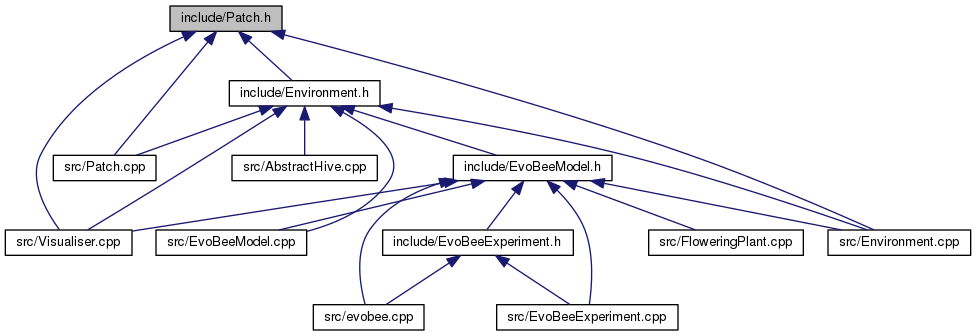 include/Patch.h
include/Environment.h
src/Patch.cpp
src/AbstractHive.cpp
include/EvoBeeModel.h
src/Visualiser.cpp
src/EvoBeeModel.cpp
include/EvoBeeExperiment.h
src/FloweringPlant.cpp
src/Environment.cpp
src/evobee.cpp
src/EvoBeeExperiment.cpp